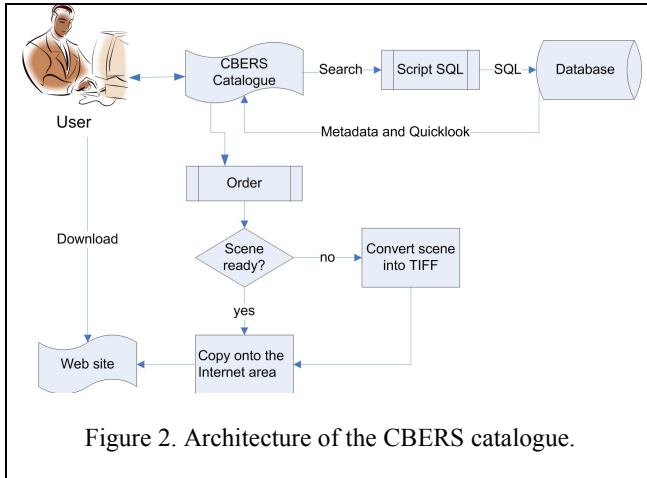 CBERS
Catalogue
Search
Script SQL
SQL
Database
User
Metadata and Quicklook
Order
Download
Scene
ready?
no
Convert scene
into TIFF
yes
Web site
Copy onto the
Internet area
Figure 2. Architecture of the CBERS catalogue.